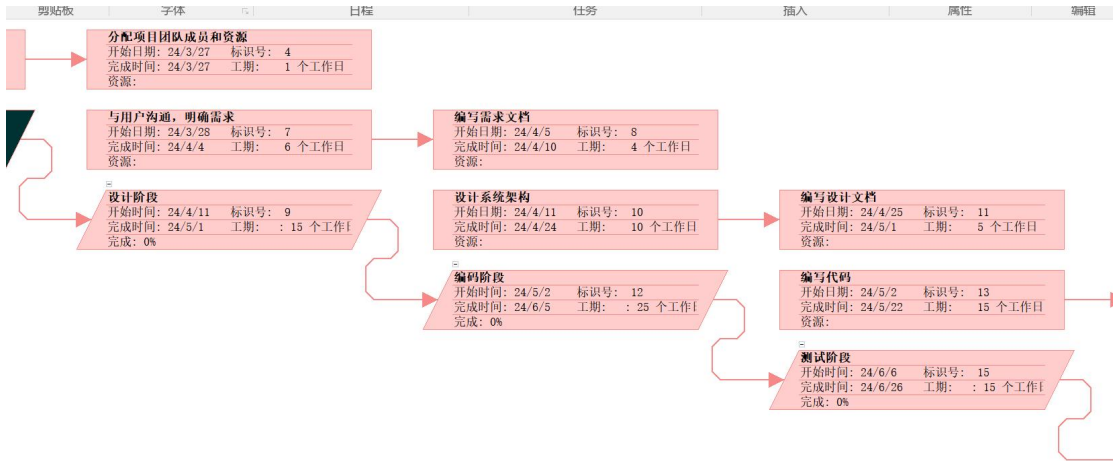 剪贴板 字体 日程 任务 插入 属性 编辑
分配项目团队成员和资源
开始日期: 24/3/27 标识号: 4
完成时间: 24/3/27 工期: 1 个工作日
资源:
与用户沟通，明确需求
开始日期: 24/3/28 标识号: 7
完成时间: 24/4/4 工期: 6 个工作日
资源:
编写需求文档
开始日期: 24/4/5 标识号: 8
完成时间: 24/4/10 工期: 4 个工作日
资源:
设计阶段
开始时间: 24/4/11 标识号: 9
完成时间: 24/5/1 工期: : 15 个工作
完成: 0%
设计系统架构
开始日期: 24/4/11 标识号: 10
完成时间: 24/4/24 工期: 10 个工作日
资源:
编写设计文档
开始日期: 24/4/25 标识号: 11
完成时间: 24/5/1 工期: 5 个工作日
资源:
编码阶段
开始时间: 24/5/2 标识号: 12
完成时间: 24/6/5 工期: : 25 个工作
完成: 0%
编写代码
开始日期: 24/5/2 标识号: 13
完成时间: 24/5/22 工期: 15 个工作日
资源:
测试阶段
开始时间: 24/6/6 标识号: 15
完成时间: 24/6/26 工期: : 15 个工作
完成: 0%